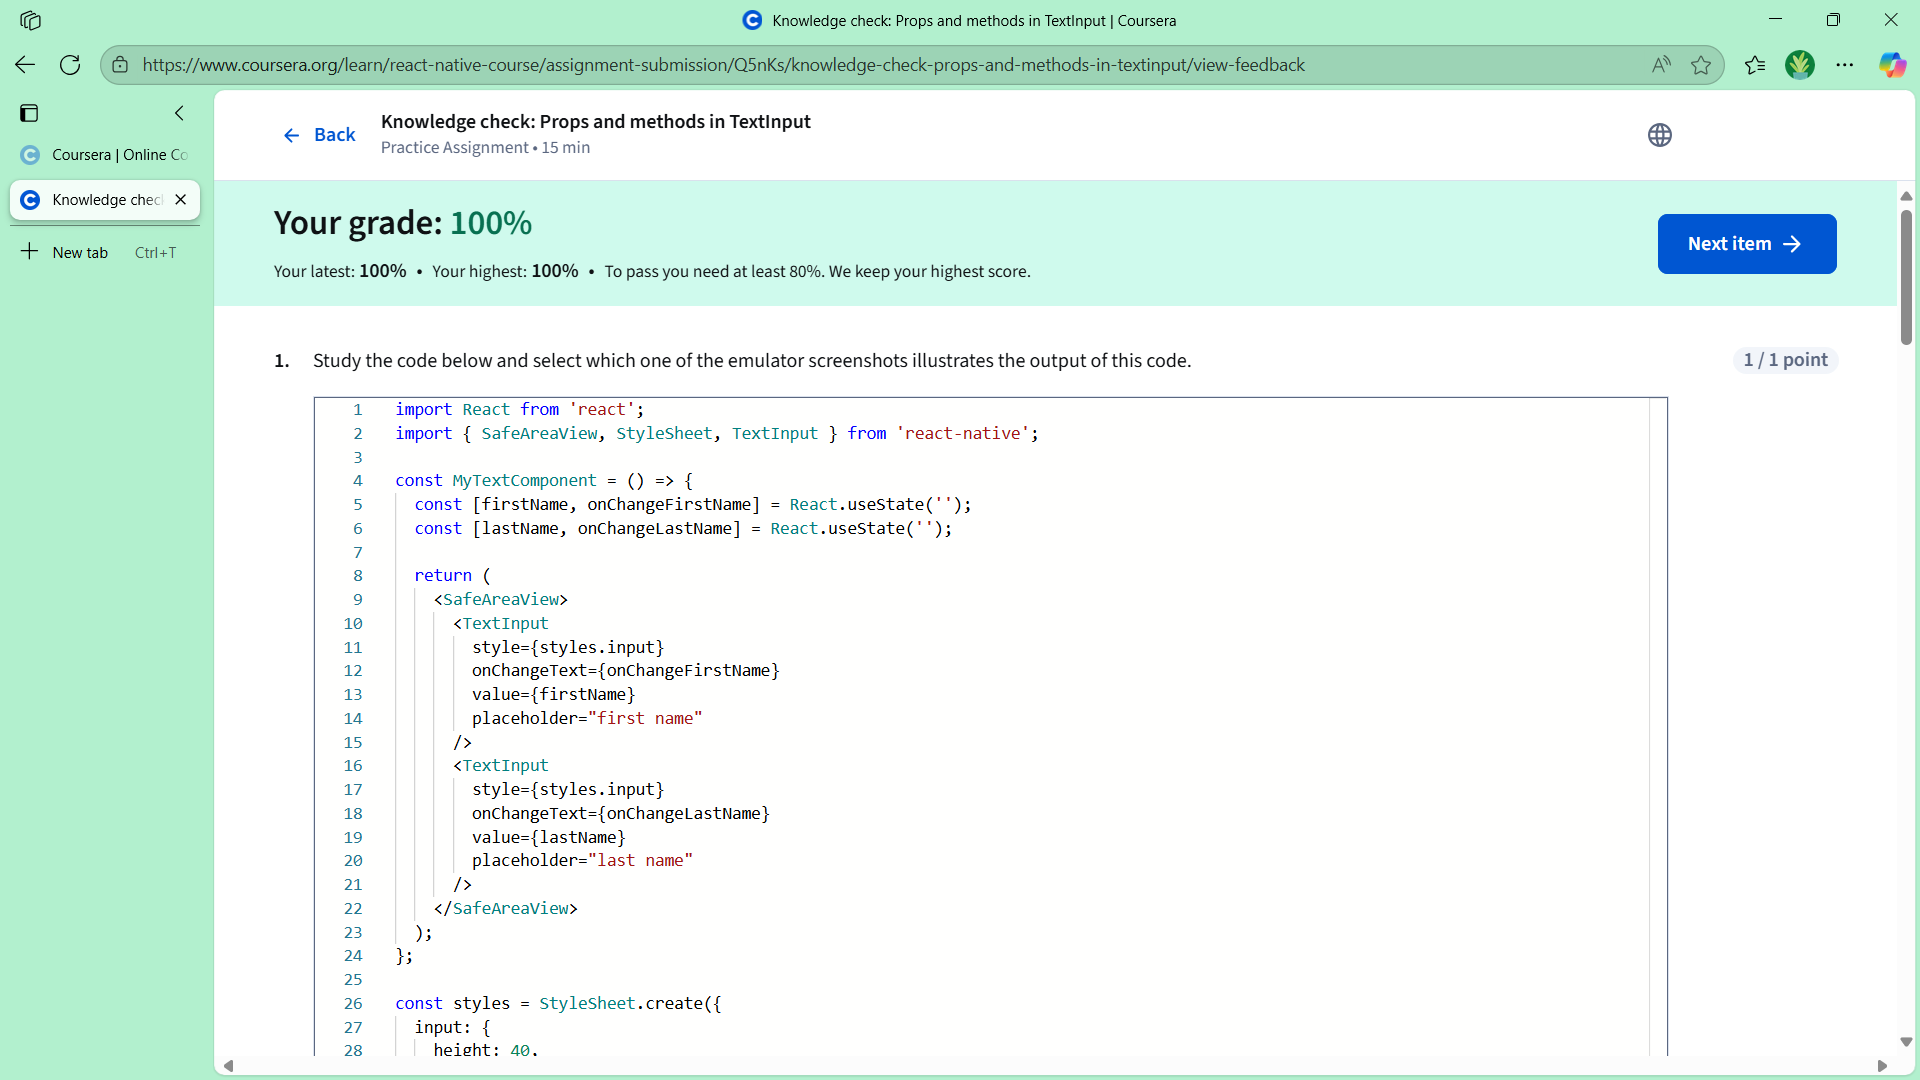 Knowledge check: Props and methods in TextInput | Coursera
https://www.coursera.org/learn/react-native-course/assignment-submission/Q5nKs/knowledge-check-props-and-methods-in-textinput/view-feedback
Coursera | Online Co
Knowledge chec
New tab Ctrl+T
Back
Knowledge check: Props and methods in TextInput
Practice Assignment • 15 min
Your grade: 100%
Your latest: 100% • Your highest: 100% • To pass you need at least 80%. We keep your highest score.
Next item
1. Study the code below and select which one of the emulator screenshots illustrates the output of this code.
1 / 1 point
1 import React from 'react';
2 import { SafeAreaView, StyleSheet, TextInput } from 'react-native';
3
4 const MyTextComponent = () => {
5 const [firstName, onChangeFirstName] = React.useState('');
6 const [lastName, onChangeLastName] = React.useState('');
7
8 return (
9 <SafeAreaView>
10 <TextInput
11 style={styles.input}
12 onChangeText={onChangeFirstName}
13 value={firstName}
14 placeholder="first name"
15 />
16 <TextInput
17 style={styles.input}
18 onChangeText={onChangeLastName}
19 value={lastName}
20 placeholder="last name"
21 />
22 </SafeAreaView>
23 );
24 };
25
26 const styles = StyleSheet.create({
27 input: {
28 height: 40,